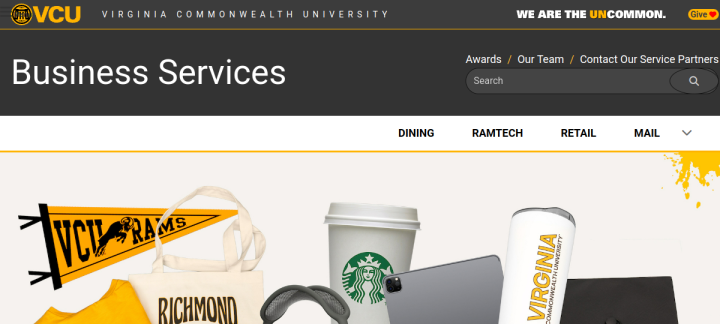 VCU VIRGINIA COMMONWEALTH UNIVERSITY WE ARE THE UNCOMMON. Give
Business Services
Awards / Our Team / Contact Our Service Partners
Search
DINING RAMTECH RETAIL MAIL
VCU RAMS
RICHMOND
VIRGINIA
COMMONWEALTH UNIVERSITY